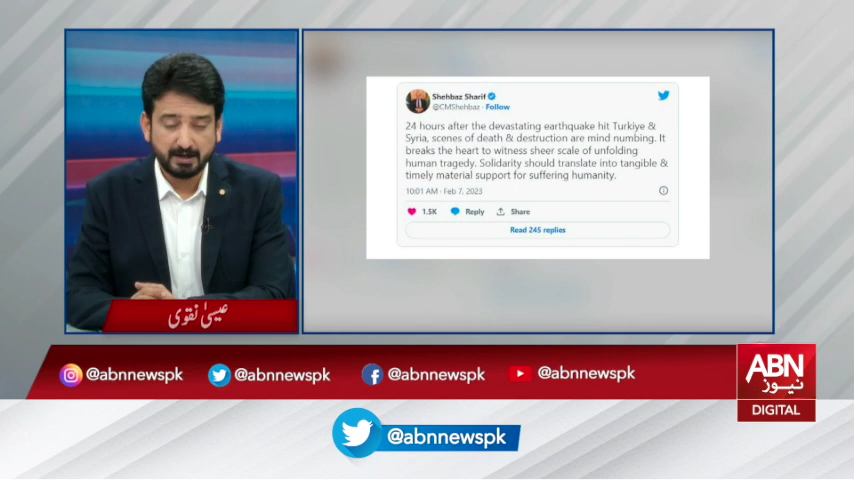 Shehbaz Sharif
@CMShehbaz · Follow
24 hours after the devastating earthquake hit Turkiye &
Syria, scenes of death & destruction are mind numbing. It
breaks the heart to witness sheer scale of unfolding
human tragedy. Solidarity should translate into tangible &
timely material support for suffering humanity.
10:01 AM · Feb 7, 2023
1.5K Reply Share
Read 245 replies
عیسیٰ نقوی
@abnnewspk @abnnewspk @abnnewspk @abnnewspk
ABN
نیوز
DIGITAL
@abnnewspk